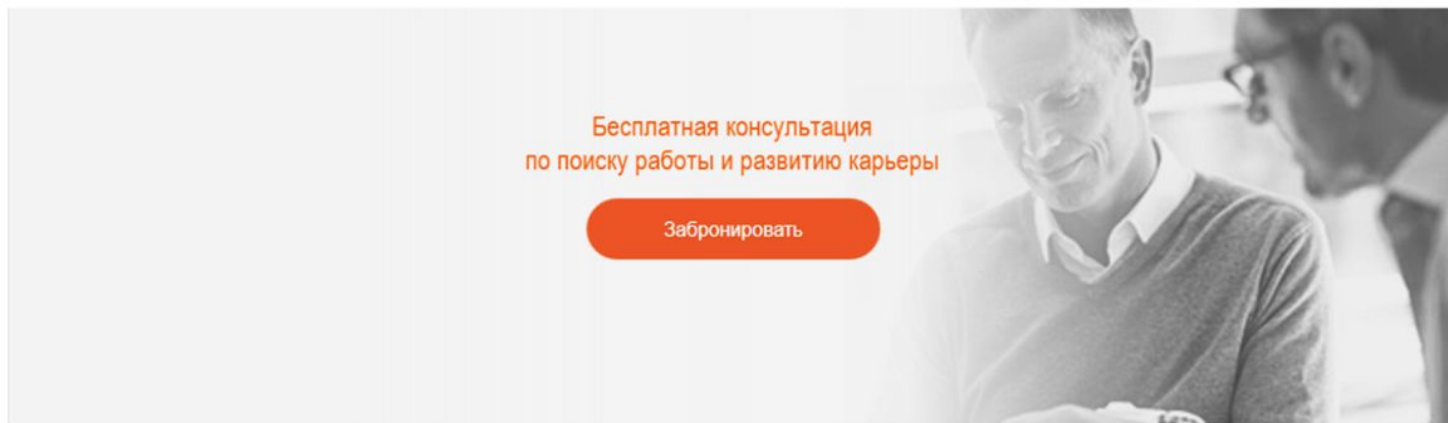 Бесплатная консультация
по поиску работы и развитию карьеры
Забронировать